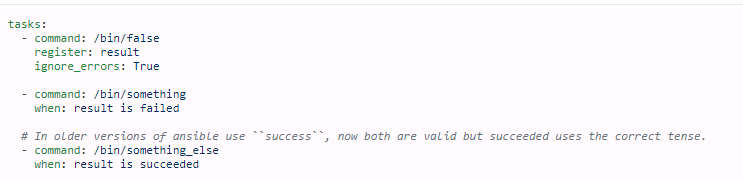 tasks:
  - command: /bin/false
    register: result
    ignore_errors: True
  - command: /bin/something
    when: result is failed
  # In older versions of ansible use ``success``, now both are valid but succeeded uses the correct tense.
  - command: /bin/something_else
    when: result is succeeded